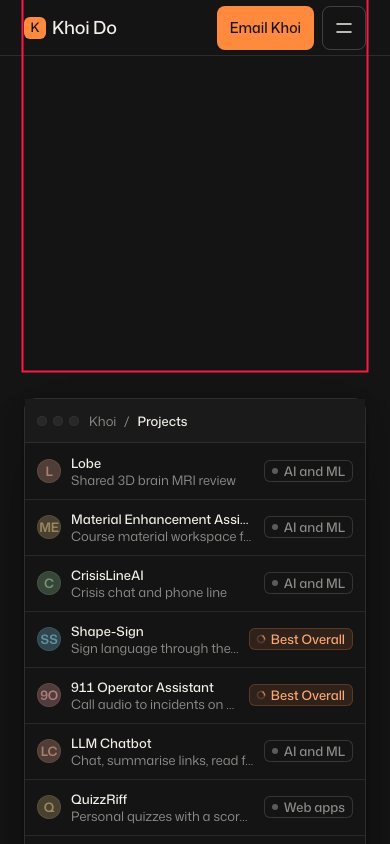 K Khoi Do
Email Khoi
Khoi / Projects
L
Lobe
Shared 3D brain MRI review
AI and ML
ME
Material Enhancement Assi...
Course material workspace f...
AI and ML
C
CrisisLineAI
Crisis chat and phone line
AI and ML
SS
Shape-Sign
Sign language through the...
Best Overall
9O
911 Operator Assistant
Call audio to incidents on ...
Best Overall
LC
LLM Chatbot
Chat, summarise links, read f...
AI and ML
Q
QuizzRiff
Personal quizzes with a scor...
Web apps